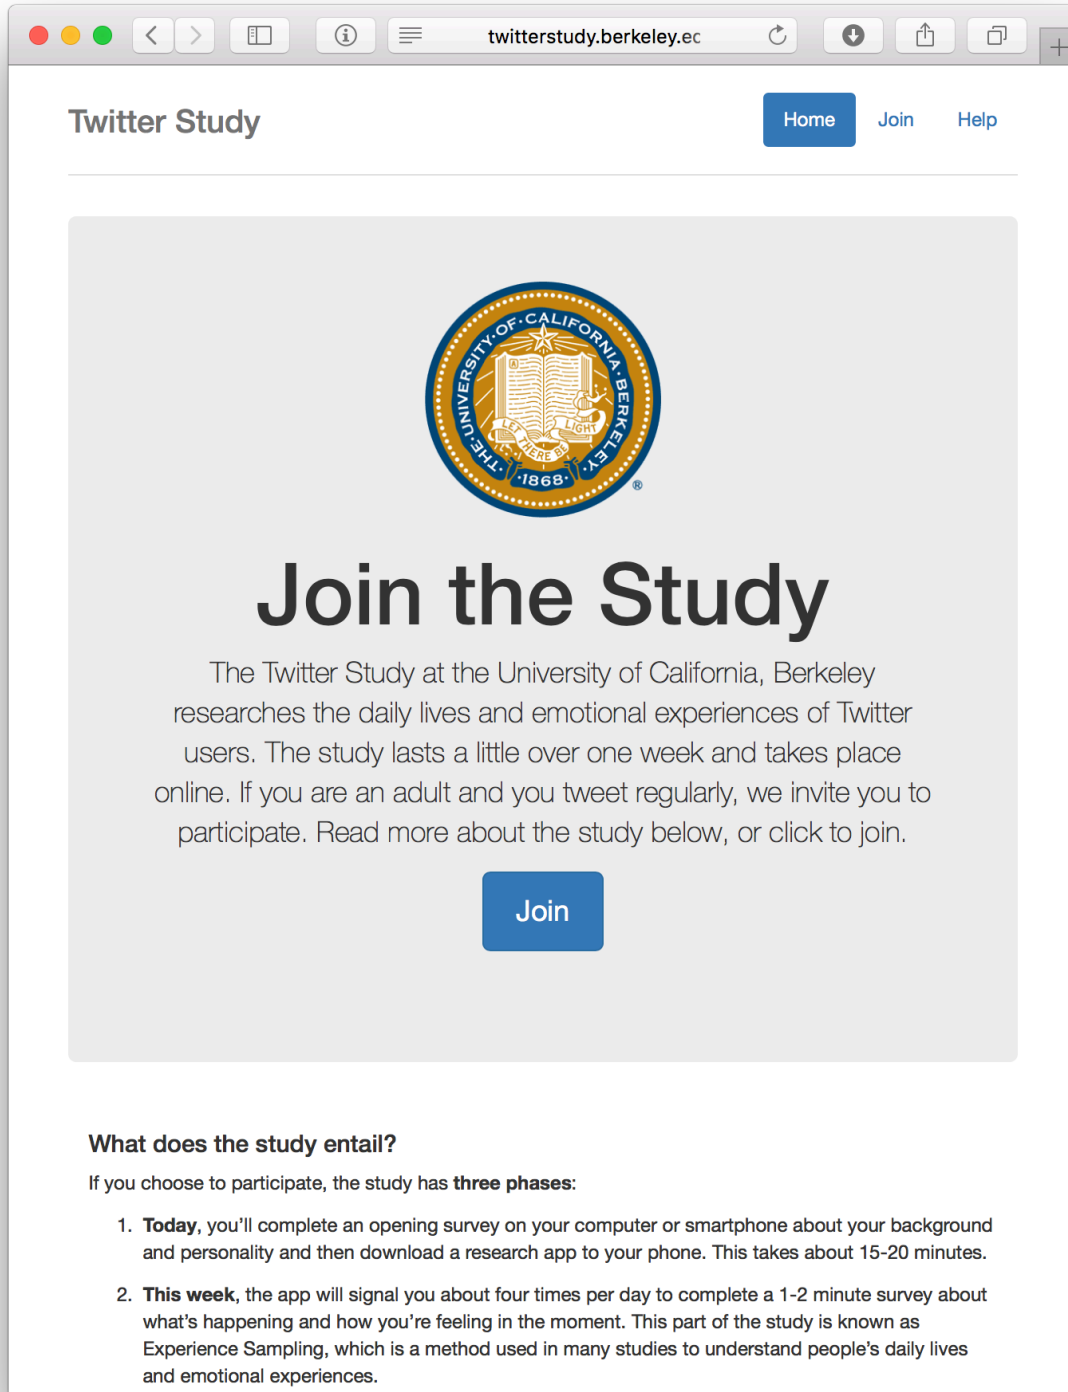 twitterstudy.berkeley.ec
Twitter Study
Home
Join
Help
THE·UNIVERSITY·OF·CALIFORNIA·BERKELEY·
A
LET THERE BE LIGHT
·1868·
®
Join the Study
The Twitter Study at the University of California, Berkeley
researches the daily lives and emotional experiences of Twitter
users. The study lasts a little over one week and takes place
online. If you are an adult and you tweet regularly, we invite you to
participate. Read more about the study below, or click to join.
Join
What does the study entail?
If you choose to participate, the study has three phases:
1. Today, you’ll complete an opening survey on your computer or smartphone about your background
and personality and then download a research app to your phone. This takes about 15-20 minutes.
2. This week, the app will signal you about four times per day to complete a 1-2 minute survey about
what’s happening and how you’re feeling in the moment. This part of the study is known as
Experience Sampling, which is a method used in many studies to understand people’s daily lives
and emotional experiences.